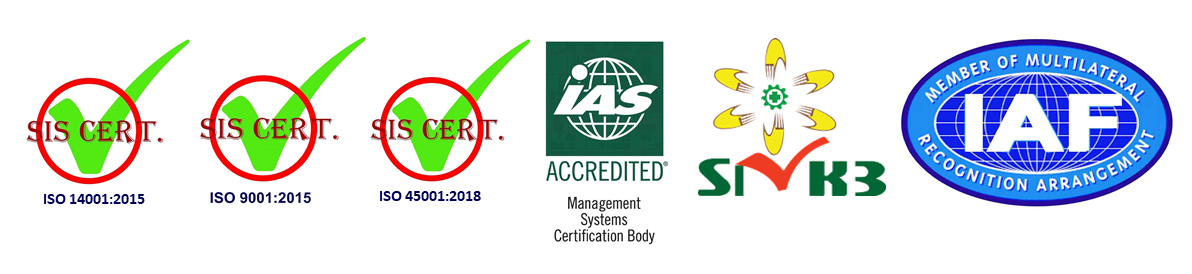 SIS CERT.
ISO 14001:2015
SIS CERT.
ISO 9001:2015
SIS CERT.
ISO 45001:2018
iAS
ACCREDITED®
Management
Systems
Certification Body
SMK3
MEMBER OF MULTILATERAL
IAF
RECOGNITION ARRANGEMENT